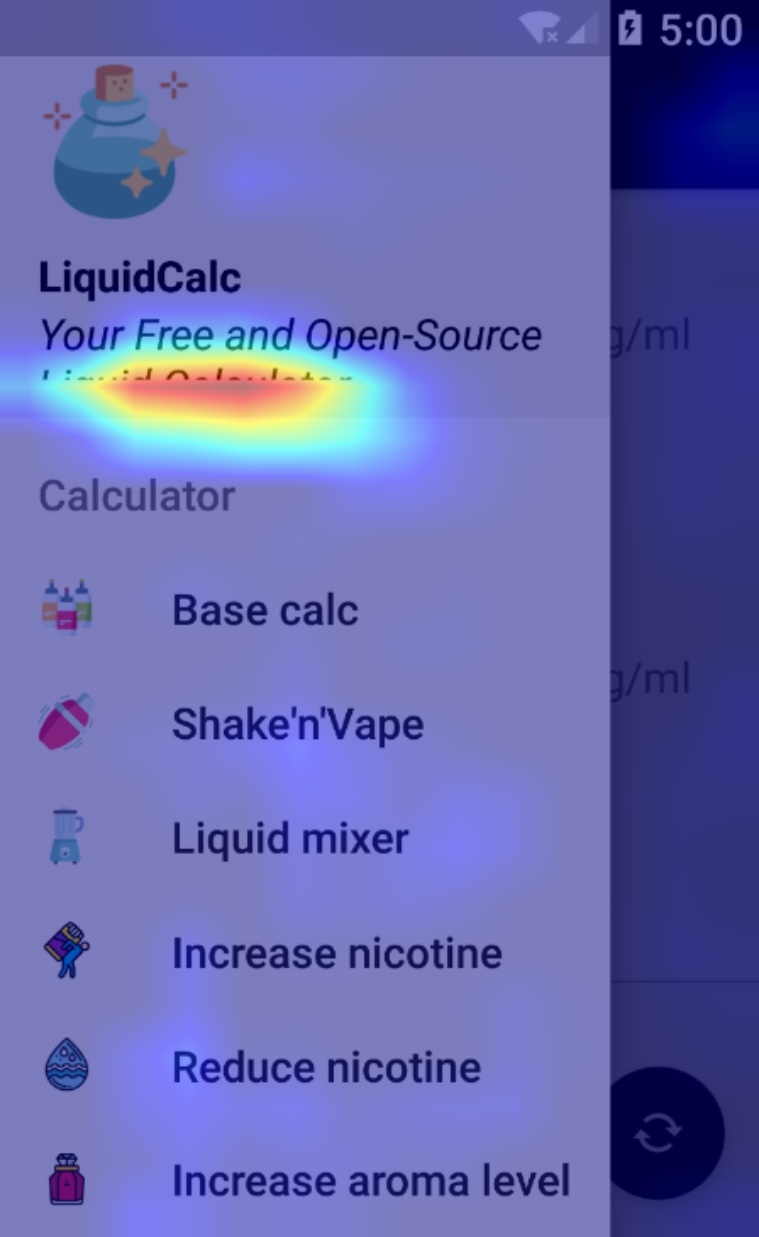 5:00
LiquidCalc
Your Free and Open-Source
g/ml
Calculator
Base calc
g/ml
Shake'n'Vape
Liquid mixer
Increase nicotine
Reduce nicotine
Increase aroma level